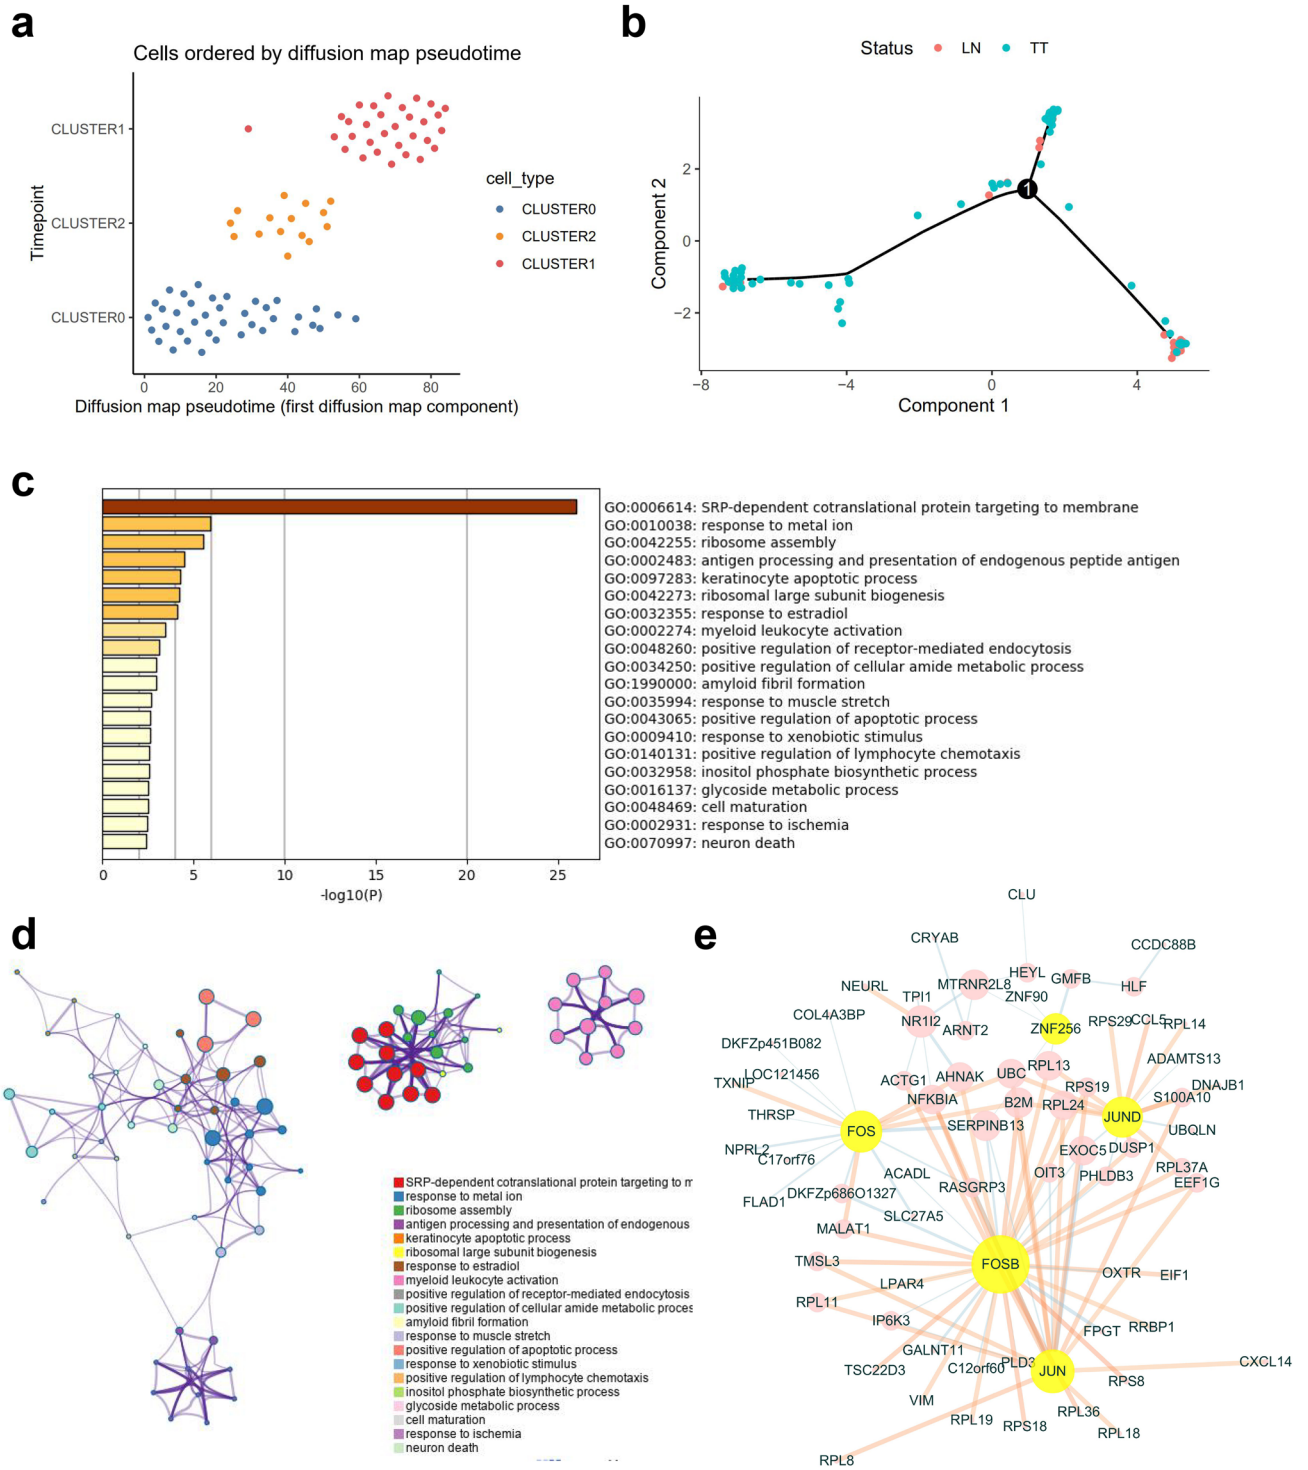 a
Cells ordered by diffusion map pseudotime
Timepoint
CLUSTER1
CLUSTER2
CLUSTER0
0 20 40 60 80
Diffusion map pseudotime (first diffusion map component)
cell_type
CLUSTER0
CLUSTER2
CLUSTER1
b
Status LN TT
Component 2
2
0
−2
1
−8 −4 0 4
Component 1
c
GO:0006614: SRP-dependent cotranslational protein targeting to membrane
GO:0010038: response to metal ion
GO:0042255: ribosome assembly
GO:0002483: antigen processing and presentation of endogenous peptide antigen
GO:0097283: keratinocyte apoptotic process
GO:0042273: ribosomal large subunit biogenesis
GO:0032355: response to estradiol
GO:0002274: myeloid leukocyte activation
GO:0048260: positive regulation of receptor-mediated endocytosis
GO:0034250: positive regulation of cellular amide metabolic process
GO:1990000: amyloid fibril formation
GO:0035994: response to muscle stretch
GO:0043065: positive regulation of apoptotic process
GO:0009410: response to xenobiotic stimulus
GO:0140131: positive regulation of lymphocyte chemotaxis
GO:0032958: inositol phosphate biosynthetic process
GO:0016137: glycoside metabolic process
GO:0048469: cell maturation
GO:0002931: response to ischemia
GO:0070997: neuron death
0 5 10 15 20 25
-log10(P)
d
SRP-dependent cotranslational protein targeting to m
response to metal ion
ribosome assembly
antigen processing and presentation of endogenous
keratinocyte apoptotic process
ribosomal large subunit biogenesis
response to estradiol
myeloid leukocyte activation
positive regulation of receptor-mediated endocytosis
positive regulation of cellular amide metabolic proces
amyloid fibril formation
response to muscle stretch
positive regulation of apoptotic process
response to xenobiotic stimulus
positive regulation of lymphocyte chemotaxis
inositol phosphate biosynthetic process
glycoside metabolic process
cell maturation
response to ischemia
neuron death
e
CLU
CRYAB
CCDC88B
NEURL
MTRNR2L8
HEYL
GMFB
HLF
TPI1
ZNF90
COL4A3BP
NR1I2
ARNT2
ZNF256
RPS29
CCL5
RPL14
DKFZp451B082
ADAMTS13
LOC121456
TXNIP
ACTG1
AHNAK
UBC
RPL13
RPS19
DNAJB1
NFKBIA
B2M
RPL24
S100A10
THRSP
FOS
SERPINB13
JUND
UBQLN
NPRL2
C17orf76
EXOC5
DUSP1
ACADL
OIT3
PHLDB3
RPL37A
FLAD1
DKFZp686O1327
RASGRP3
EEF1G
MALAT1
SLC27A5
TMSL3
FOSB
OXTR
EIF1
LPAR4
RPL11
IP6K3
FPGT
RRBP1
GALNT11
TSC22D3
C12orf60
PLD3
JUN
CXCL14
RPS8
VIM
RPL19
RPS18
RPL36
RPL18
RPL8